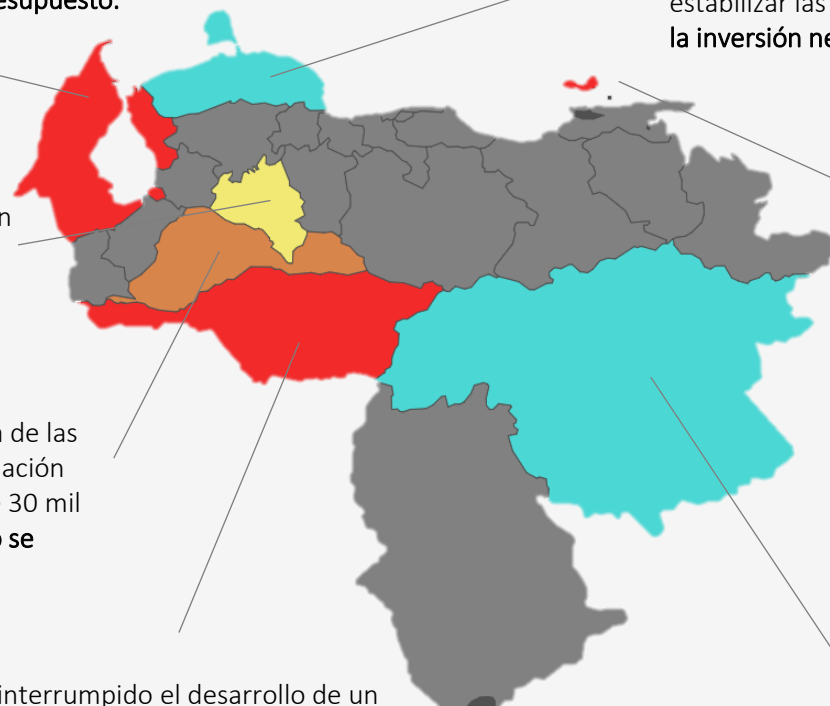 esupuesto.
estabilizar las
la inversión ne
n
n de las
ación
30 mil
se
interrumpido el desarrollo de un